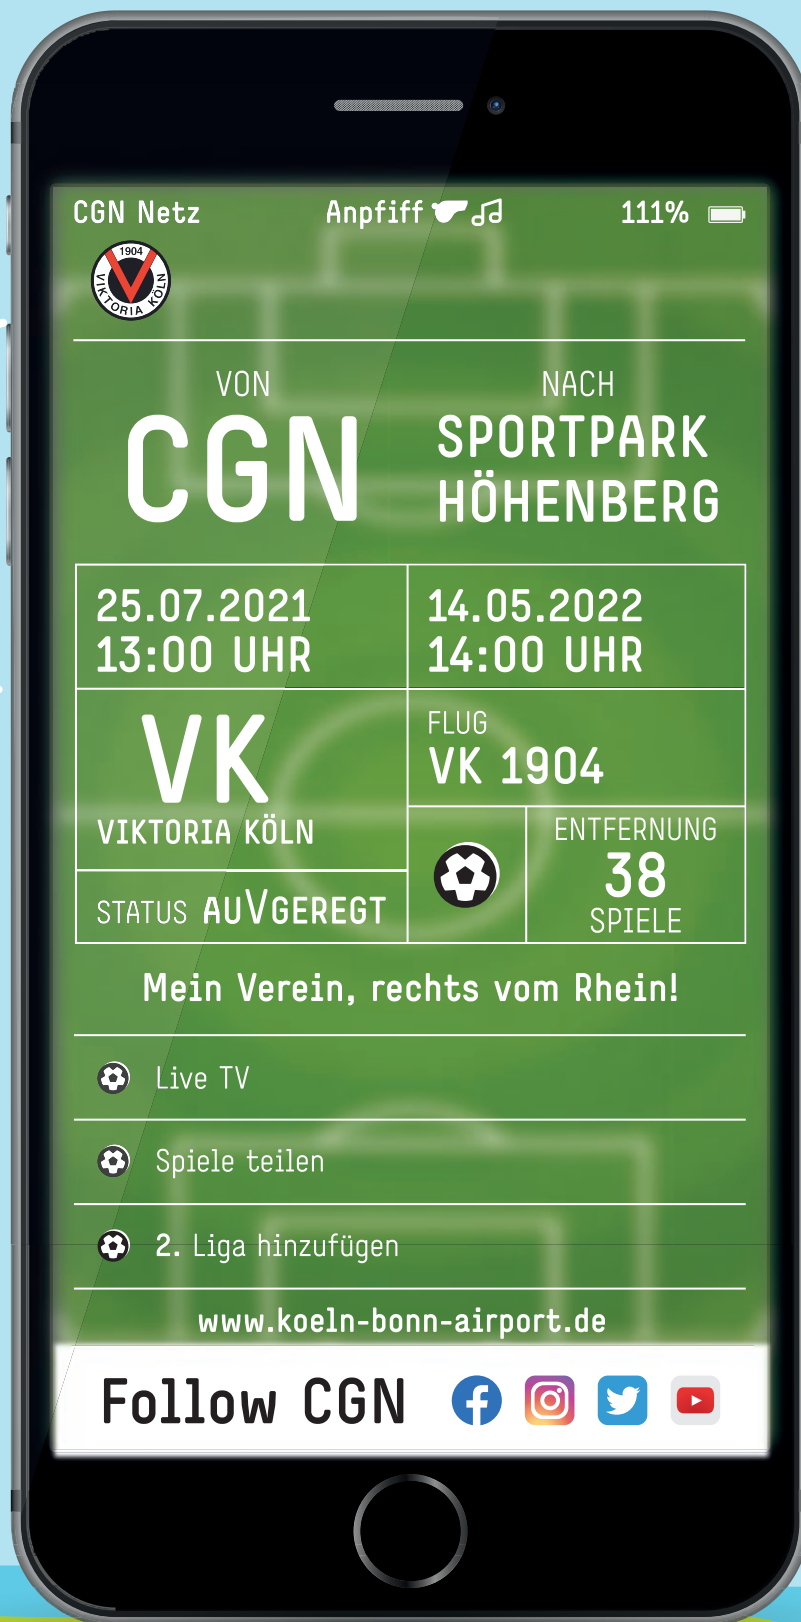 CGN Netz Anpfiff 111%
1904
VIKTORIA KÖLN
VON
CGN
NACH
SPORTPARK
HÖHENBERG
25.07.2021
13:00 UHR
14.05.2022
14:00 UHR
VK
VIKTORIA KÖLN
FLUG
VK 1904
STATUS AUVGEREGT
ENTFERNUNG
38
SPIELE
Mein Verein, rechts vom Rhein!
Live TV
Spiele teilen
2. Liga hinzufügen
www.koeln-bonn-airport.de
Follow CGN